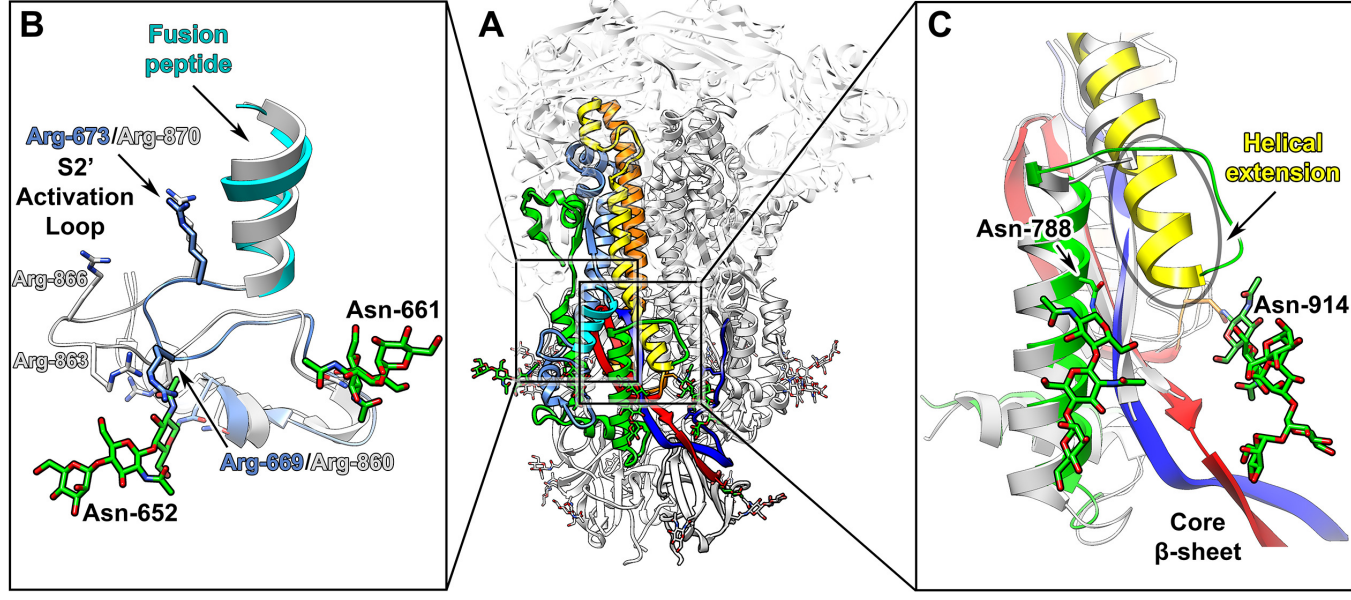 B
Fusion
peptide
Arg-673/Arg-870
S2’
Activation
Loop
Arg-866
Arg-863
Asn-661
Arg-669/Arg-860
Asn-652
A
C
Helical
extension
Asn-788
Asn-914
Core
β-sheet